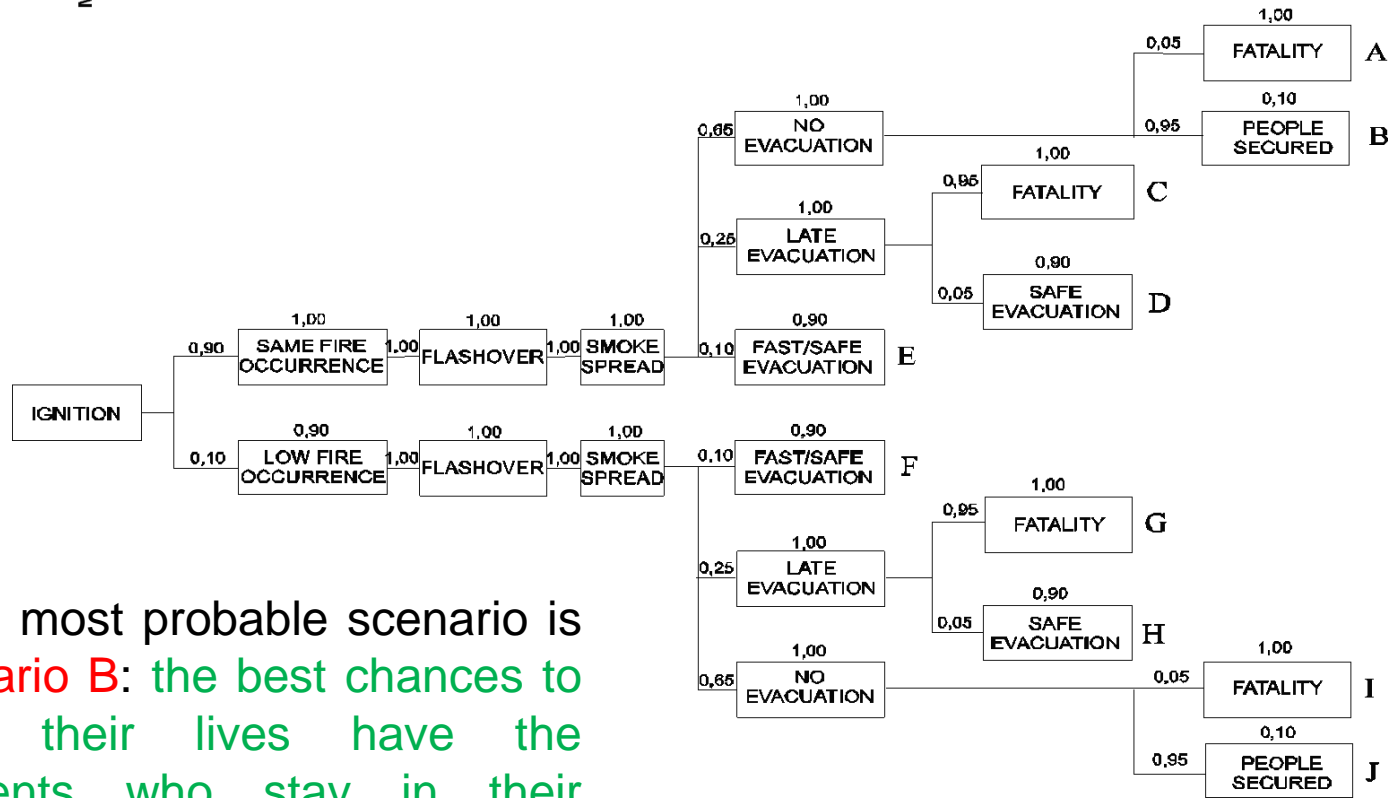 1,00
0,05
FATALITY
A
1,00
0,10
NO
EVACUATION
0,65
0,95
PEOPLE
SECURED
B
1,00
0,95
FATALITY
C
1,00
0,25
LATE
EVACUATION
0,90
0,05
SAFE
EVACUATION
D
1,00
1,00
1,00
0,90
0,90
SAME FIRE
OCCURRENCE
1,00
FLASHOVER
1,00
SMOKE
SPREAD
0,10
FAST/SAFE
EVACUATION
E
IGNITION
0,90
1,00
1,00
0,90
0,10
LOW FIRE
OCCURRENCE
1,00
FLASHOVER
1,00
SMOKE
SPREAD
0,10
FAST/SAFE
EVACUATION
F
1,00
0,95
FATALITY
G
1,00
0,25
LATE
EVACUATION
0,90
0,05
SAFE
EVACUATION
H
1,00
0,65
NO
EVACUATION
1,00
0,05
FATALITY
I
0,10
0,95
PEOPLE
SECURED
J
most probable scenario is
ario B: the best chances to
their lives have the
ents who stay in their